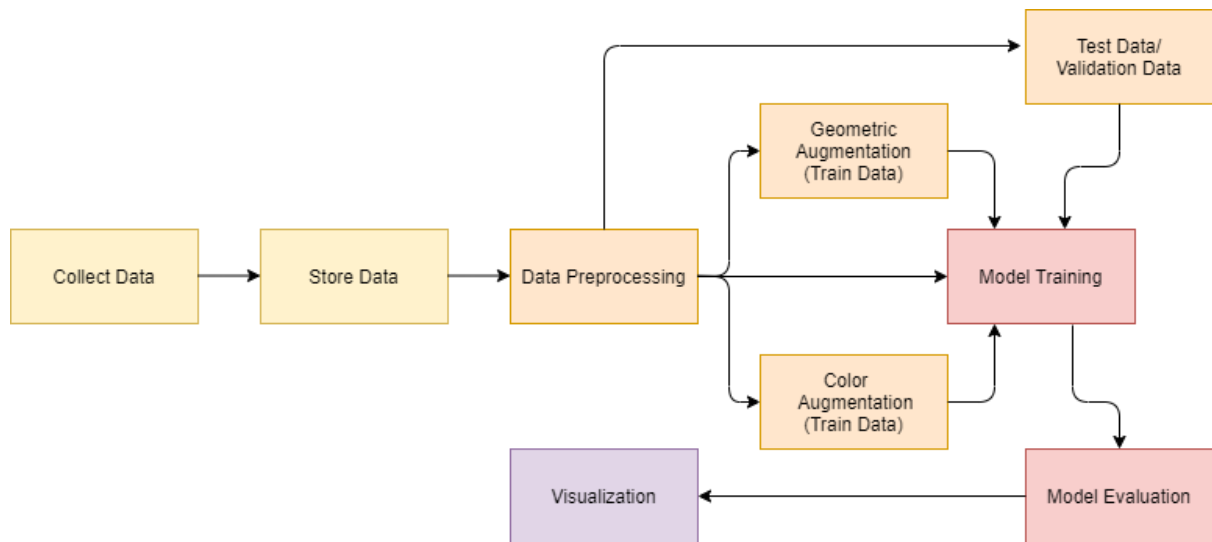 Test Data/
Validation Data
Geometric
Augmentation
(Train Data)
Collect Data
Store Data
Data Preprocessing
Model Training
Color
Augmentation
(Train Data)
Visualization
Model Evaluation